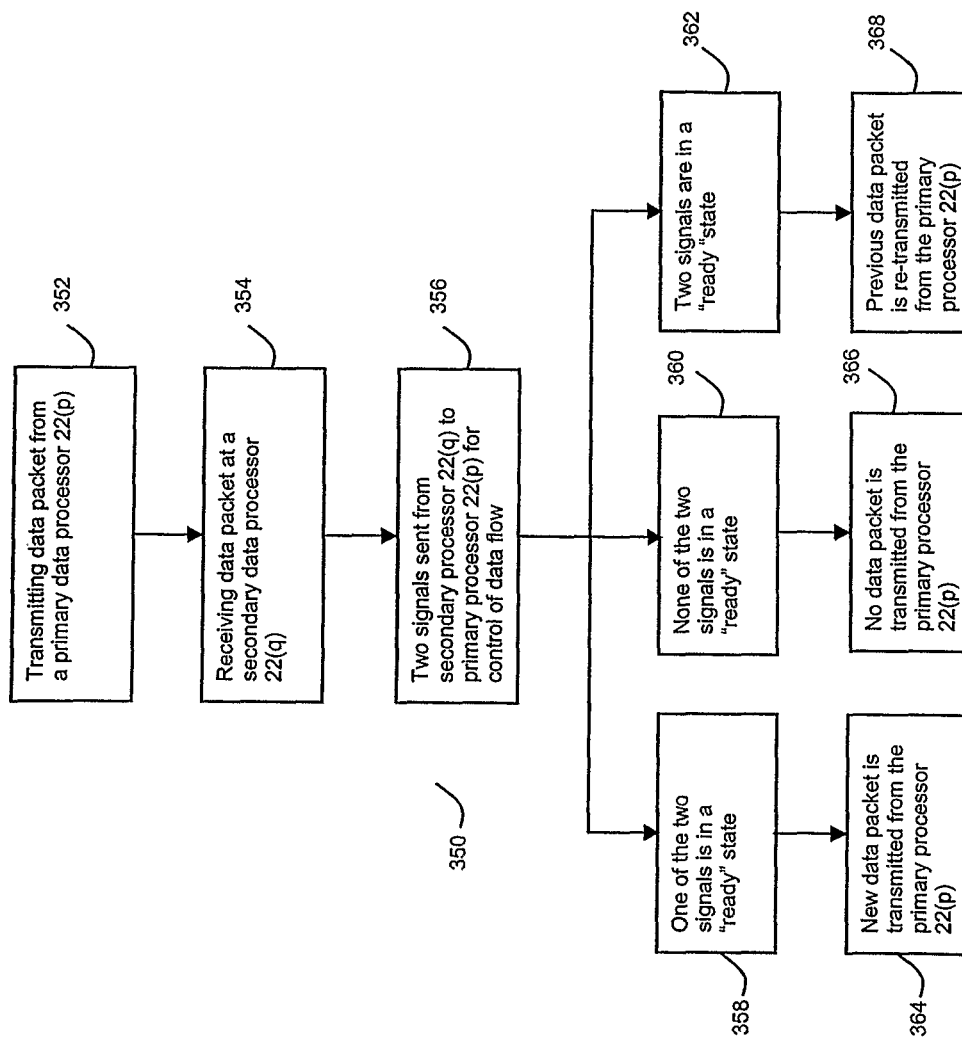 352
Transmitting data packet from
a primary data processor 22(p)
354
Receiving data packet at a
secondary data processor
22(q)
356
Two signals sent from
secondary processor 22(q) to
primary processor 22(p) for
control of data flow
350
358
One of the two
signals is in a
“ready” state
360
None of the two
signals is in a
“ready” state
362
Two signals are in a
“ready “state
364
New data packet is
transmitted from the
primary processor
22(p)
366
No data packet is
transmitted from the
primary processor
22(p)
368
Previous data packet
is re-transmitted
from the primary
processor 22(p)